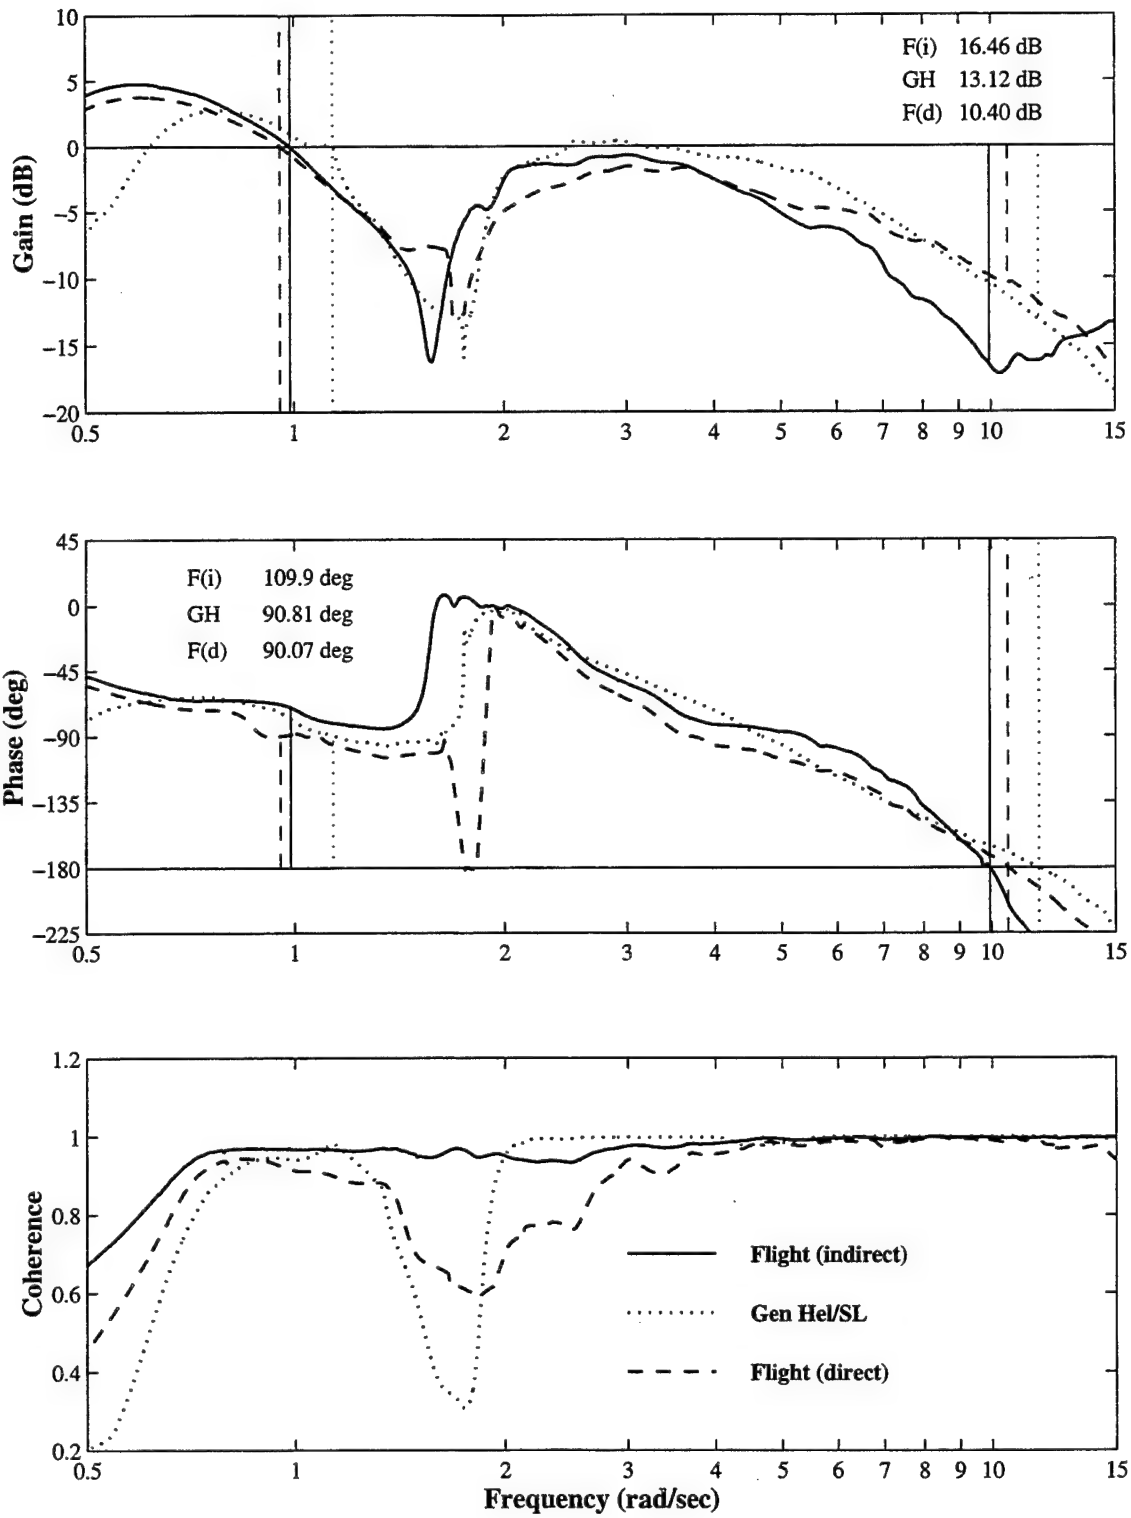 10
5
0
−5
−10
−15
−20
Gain (dB)
F(i) 16.46 dB
GH 13.12 dB
F(d) 10.40 dB
0.5 1 2 3 4 5 6 7 8 9 10 15
45
0
−45
−90
−135
−180
−225
Phase (deg)
F(i) 109.9 deg
GH 90.81 deg
F(d) 90.07 deg
0.5 1 2 3 4 5 6 7 8 9 10 15
1.2
1
0.8
0.6
0.4
0.2
Coherence
Flight (indirect)
Gen Hel/SL
Flight (direct)
0.5 1 2 3 4 5 6 7 8 9 10 15
Frequency (rad/sec)